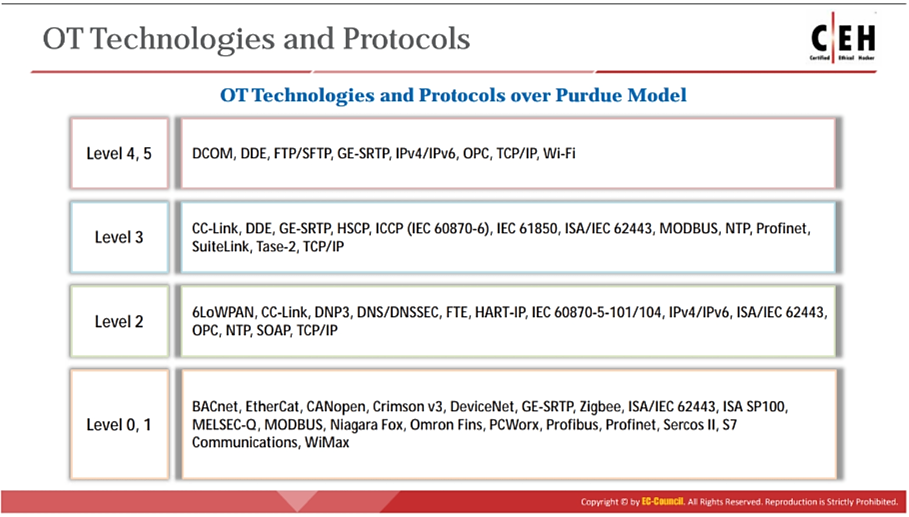 OT Technologies and Protocols
C|EH
Certified Ethical Hacker
OT Technologies and Protocols over Purdue Model
Level 4, 5
DCOM, DDE, FTP/SFTP, GE-SRTP, IPv4/IPv6, OPC, TCP/IP, Wi-Fi
Level 3
CC-Link, DDE, GE-SRTP, HSCP, ICCP (IEC 60870-6), IEC 61850, ISA/IEC 62443, MODBUS, NTP, Profinet,
SuiteLink, Tase-2, TCP/IP
Level 2
6LoWPAN, CC-Link, DNP3, DNS/DNSSEC, FTE, HART-IP, IEC 60870-5-101/104, IPv4/IPv6, ISA/IEC 62443,
OPC, NTP, SOAP, TCP/IP
Level 0, 1
BACnet, EtherCat, CANopen, Crimson v3, DeviceNet, GE-SRTP, Zigbee, ISA/IEC 62443, ISA SP100,
MELSEC-Q, MODBUS, Niagara Fox, Omron Fins, PCWorx, Profibus, Profinet, Sercos II, S7
Communications, WiMax
Copyright © by EC-Council. All Rights Reserved. Reproduction is Strictly Prohibited.